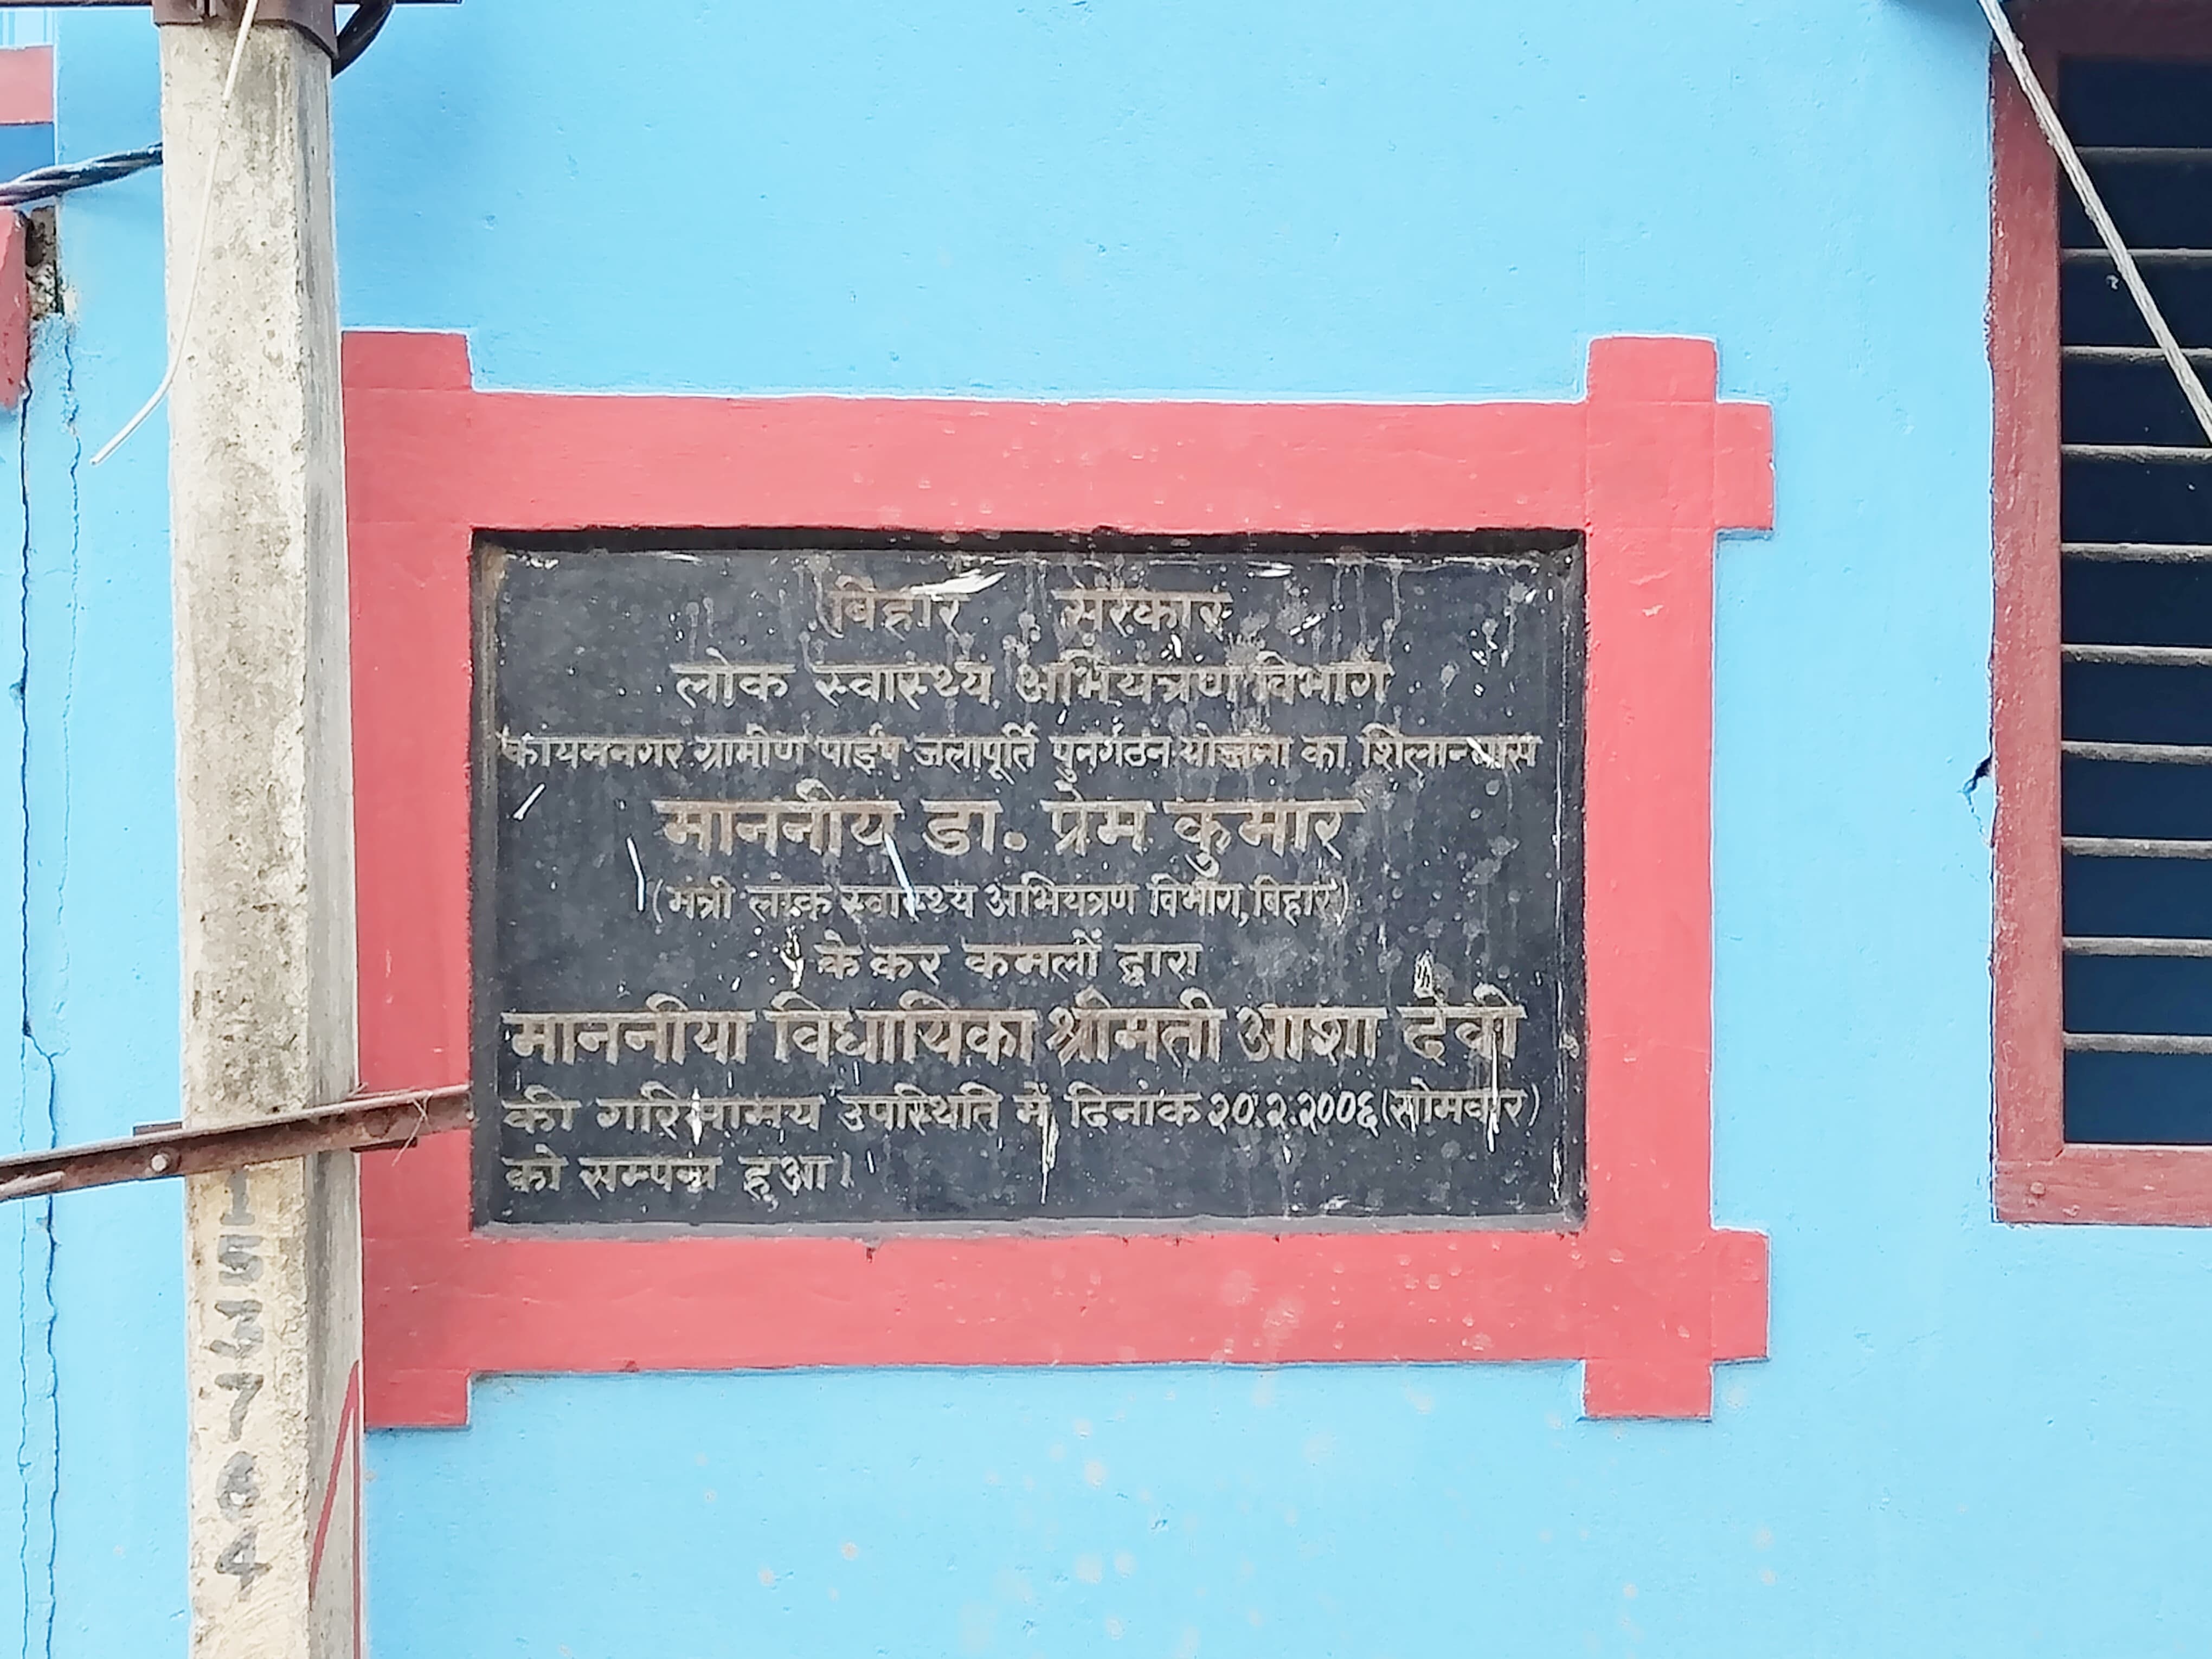 बिहार सरकार
लोक स्वास्थ्य अभियंत्रण विभाग
कायमनगर ग्रामीण पाईप जलापूर्ति पुनर्गठन योजना का शिलान्यास
माननीय डा. प्रेम कुमार
(मंत्री लोक स्वास्थ्य अभियंत्रण विभाग, बिहार)
के कर कमलों द्वारा
माननीया विधायिका श्रीमती आशा देवी
की गरिमामय उपस्थिति में दिनांक २०.२.२००६ (सोमवार)
को सम्पन्न हुआ।